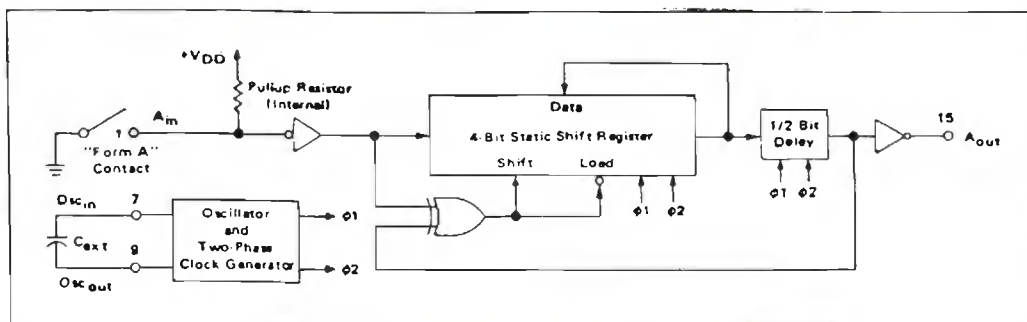 +VDD
Pullup Resistor
(Internal)
Ain
1
"Form A"
Contact
Data
4-Bit Static Shift Register
Shift Load
1/2 Bit
Delay
15
Aout
φ1 φ2
φ1 φ2
Oscin
7
Cext
9
Oscout
Oscillator
and
Two-Phase
Clock Generator
φ1
φ2